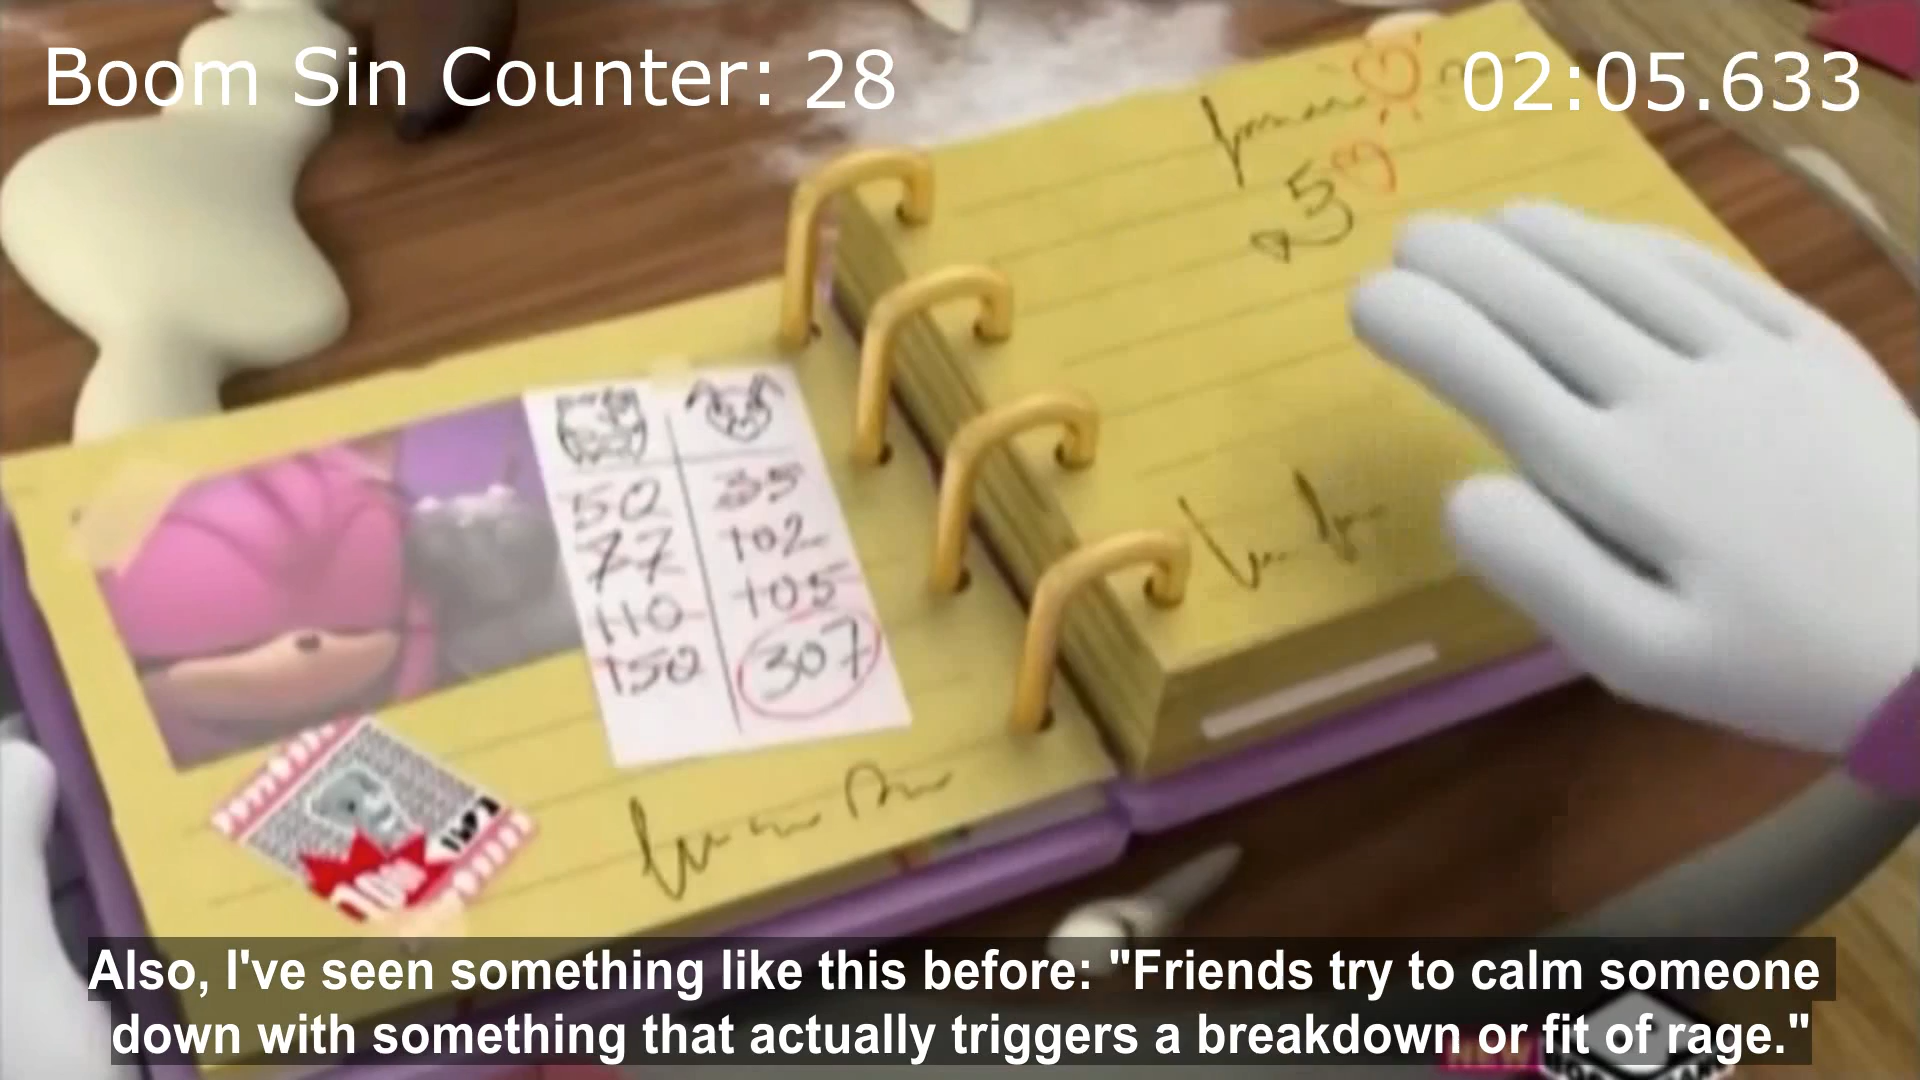 Boom Sin Counter: 28
02:05.633
50 35
77 102
110 105
150 307
Also, I've seen something like this before: "Friends try to calm someone
down with something that actually triggers a breakdown or fit of rage."